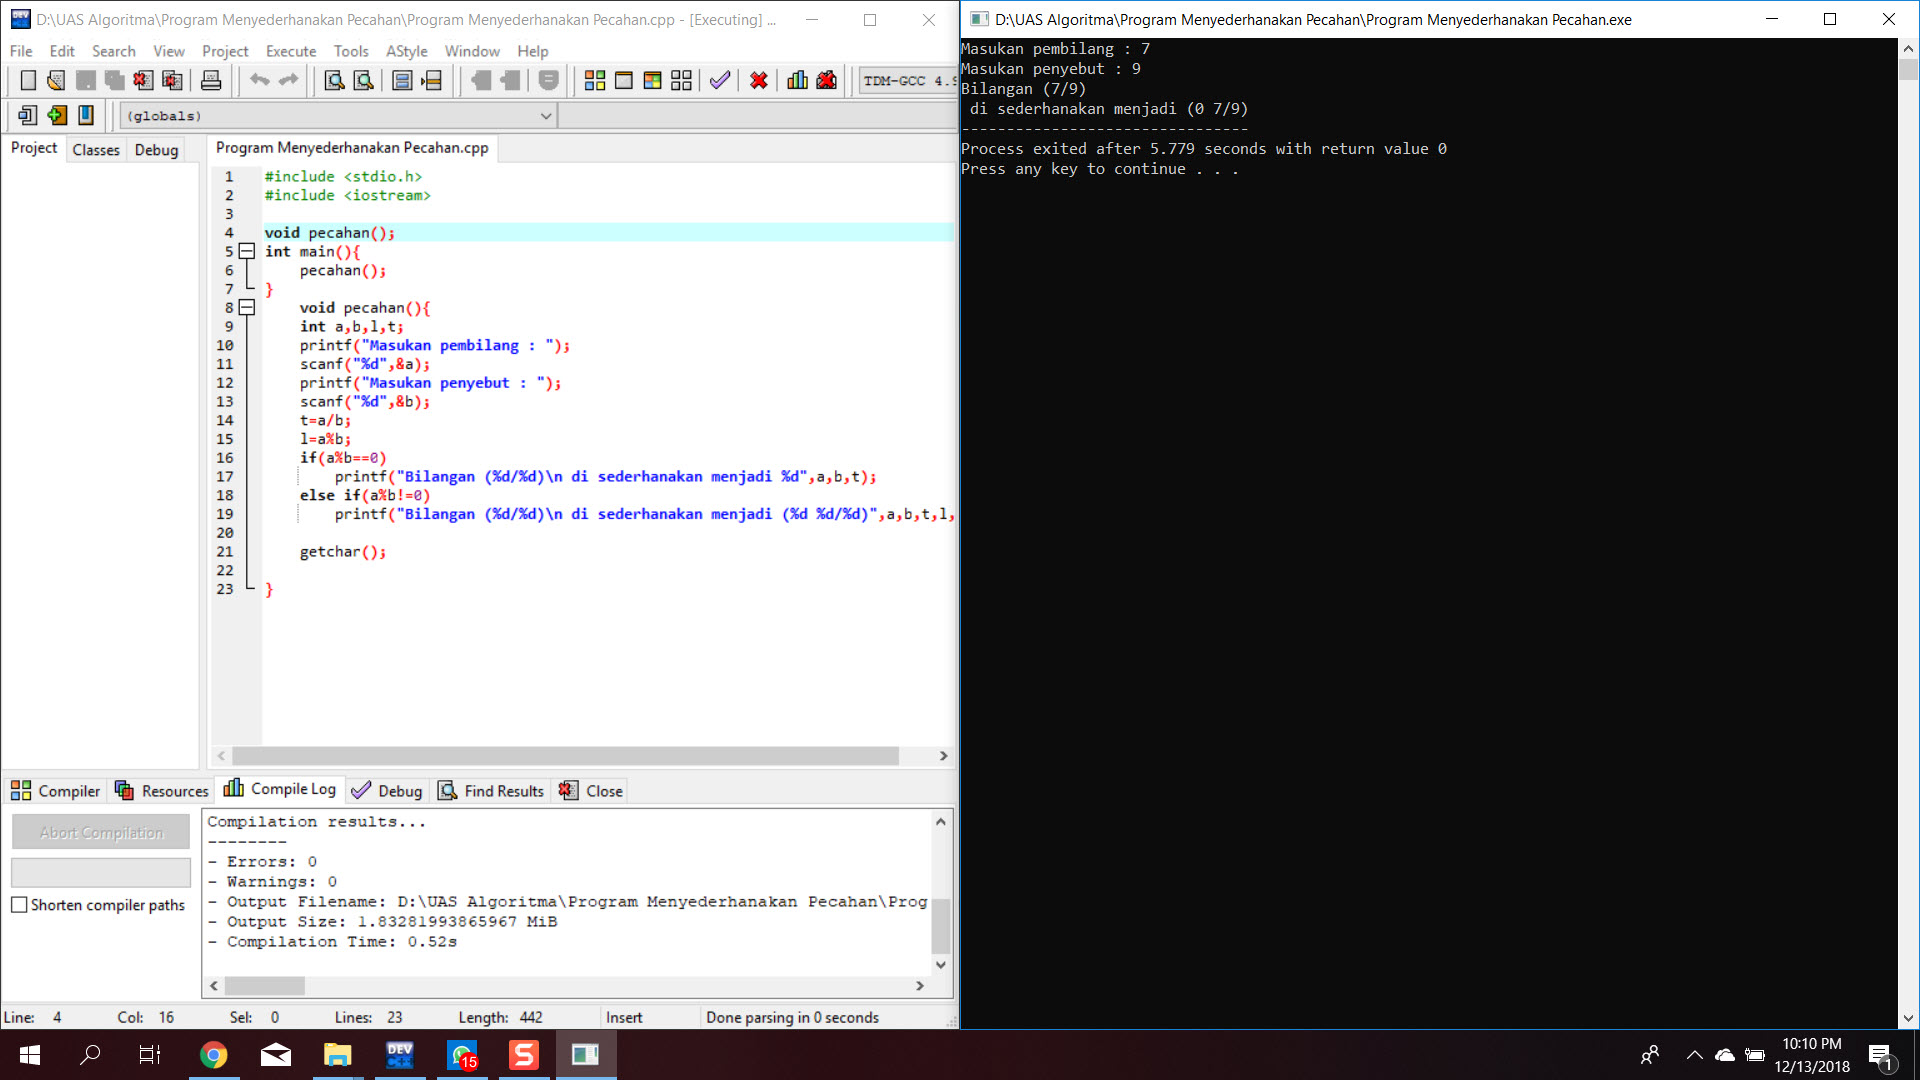 D:\UAS Algoritma\Program Menyederhanakan Pecahan\Program Menyederhanakan Pecahan.cpp - [Executing] ...
File Edit Search View Project Execute Tools AStyle Window Help
TDM-GCC 4.9
(globals)
Project Classes Debug
Program Menyederhanakan Pecahan.cpp
1 #include <stdio.h>
2 #include <iostream>
3
4 void pecahan();
5 int main(){
6 pecahan();
7 }
8 void pecahan(){
9 int a,b,l,t;
10 printf("Masukan pembilang : ");
11 scanf("%d",&a);
12 printf("Masukan penyebut : ");
13 scanf("%d",&b);
14 t=a/b;
15 l=a%b;
16 if(a%b==0)
17 printf("Bilangan (%d/%d)\n di sederhanakan menjadi %d",a,b,t);
18 else if(a%b!=0)
19 printf("Bilangan (%d/%d)\n di sederhanakan menjadi (%d %d/%d)",a,b,t,l,
20
21 getchar();
22
23 }
Compiler Resources Compile Log Debug Find Results Close
Abort Compilation
Shorten compiler paths
Compilation results...
--------
- Errors: 0
- Warnings: 0
- Output Filename: D:\UAS Algoritma\Program Menyederhanakan Pecahan\Prog
- Output Size: 1.83281993865967 MiB
- Compilation Time: 0.52s
Line: 4 Col: 16 Sel: 0 Lines: 23 Length: 442 Insert Done parsing in 0 seconds
D:\UAS Algoritma\Program Menyederhanakan Pecahan\Program Menyederhanakan Pecahan.exe
Masukan pembilang : 7
Masukan penyebut : 9
Bilangan (7/9)
di sederhanakan menjadi (0 7/9)
--------------------------------
Process exited after 5.779 seconds with return value 0
Press any key to continue . . .
DEV
C++
15
S
10:10 PM
12/13/2018
1